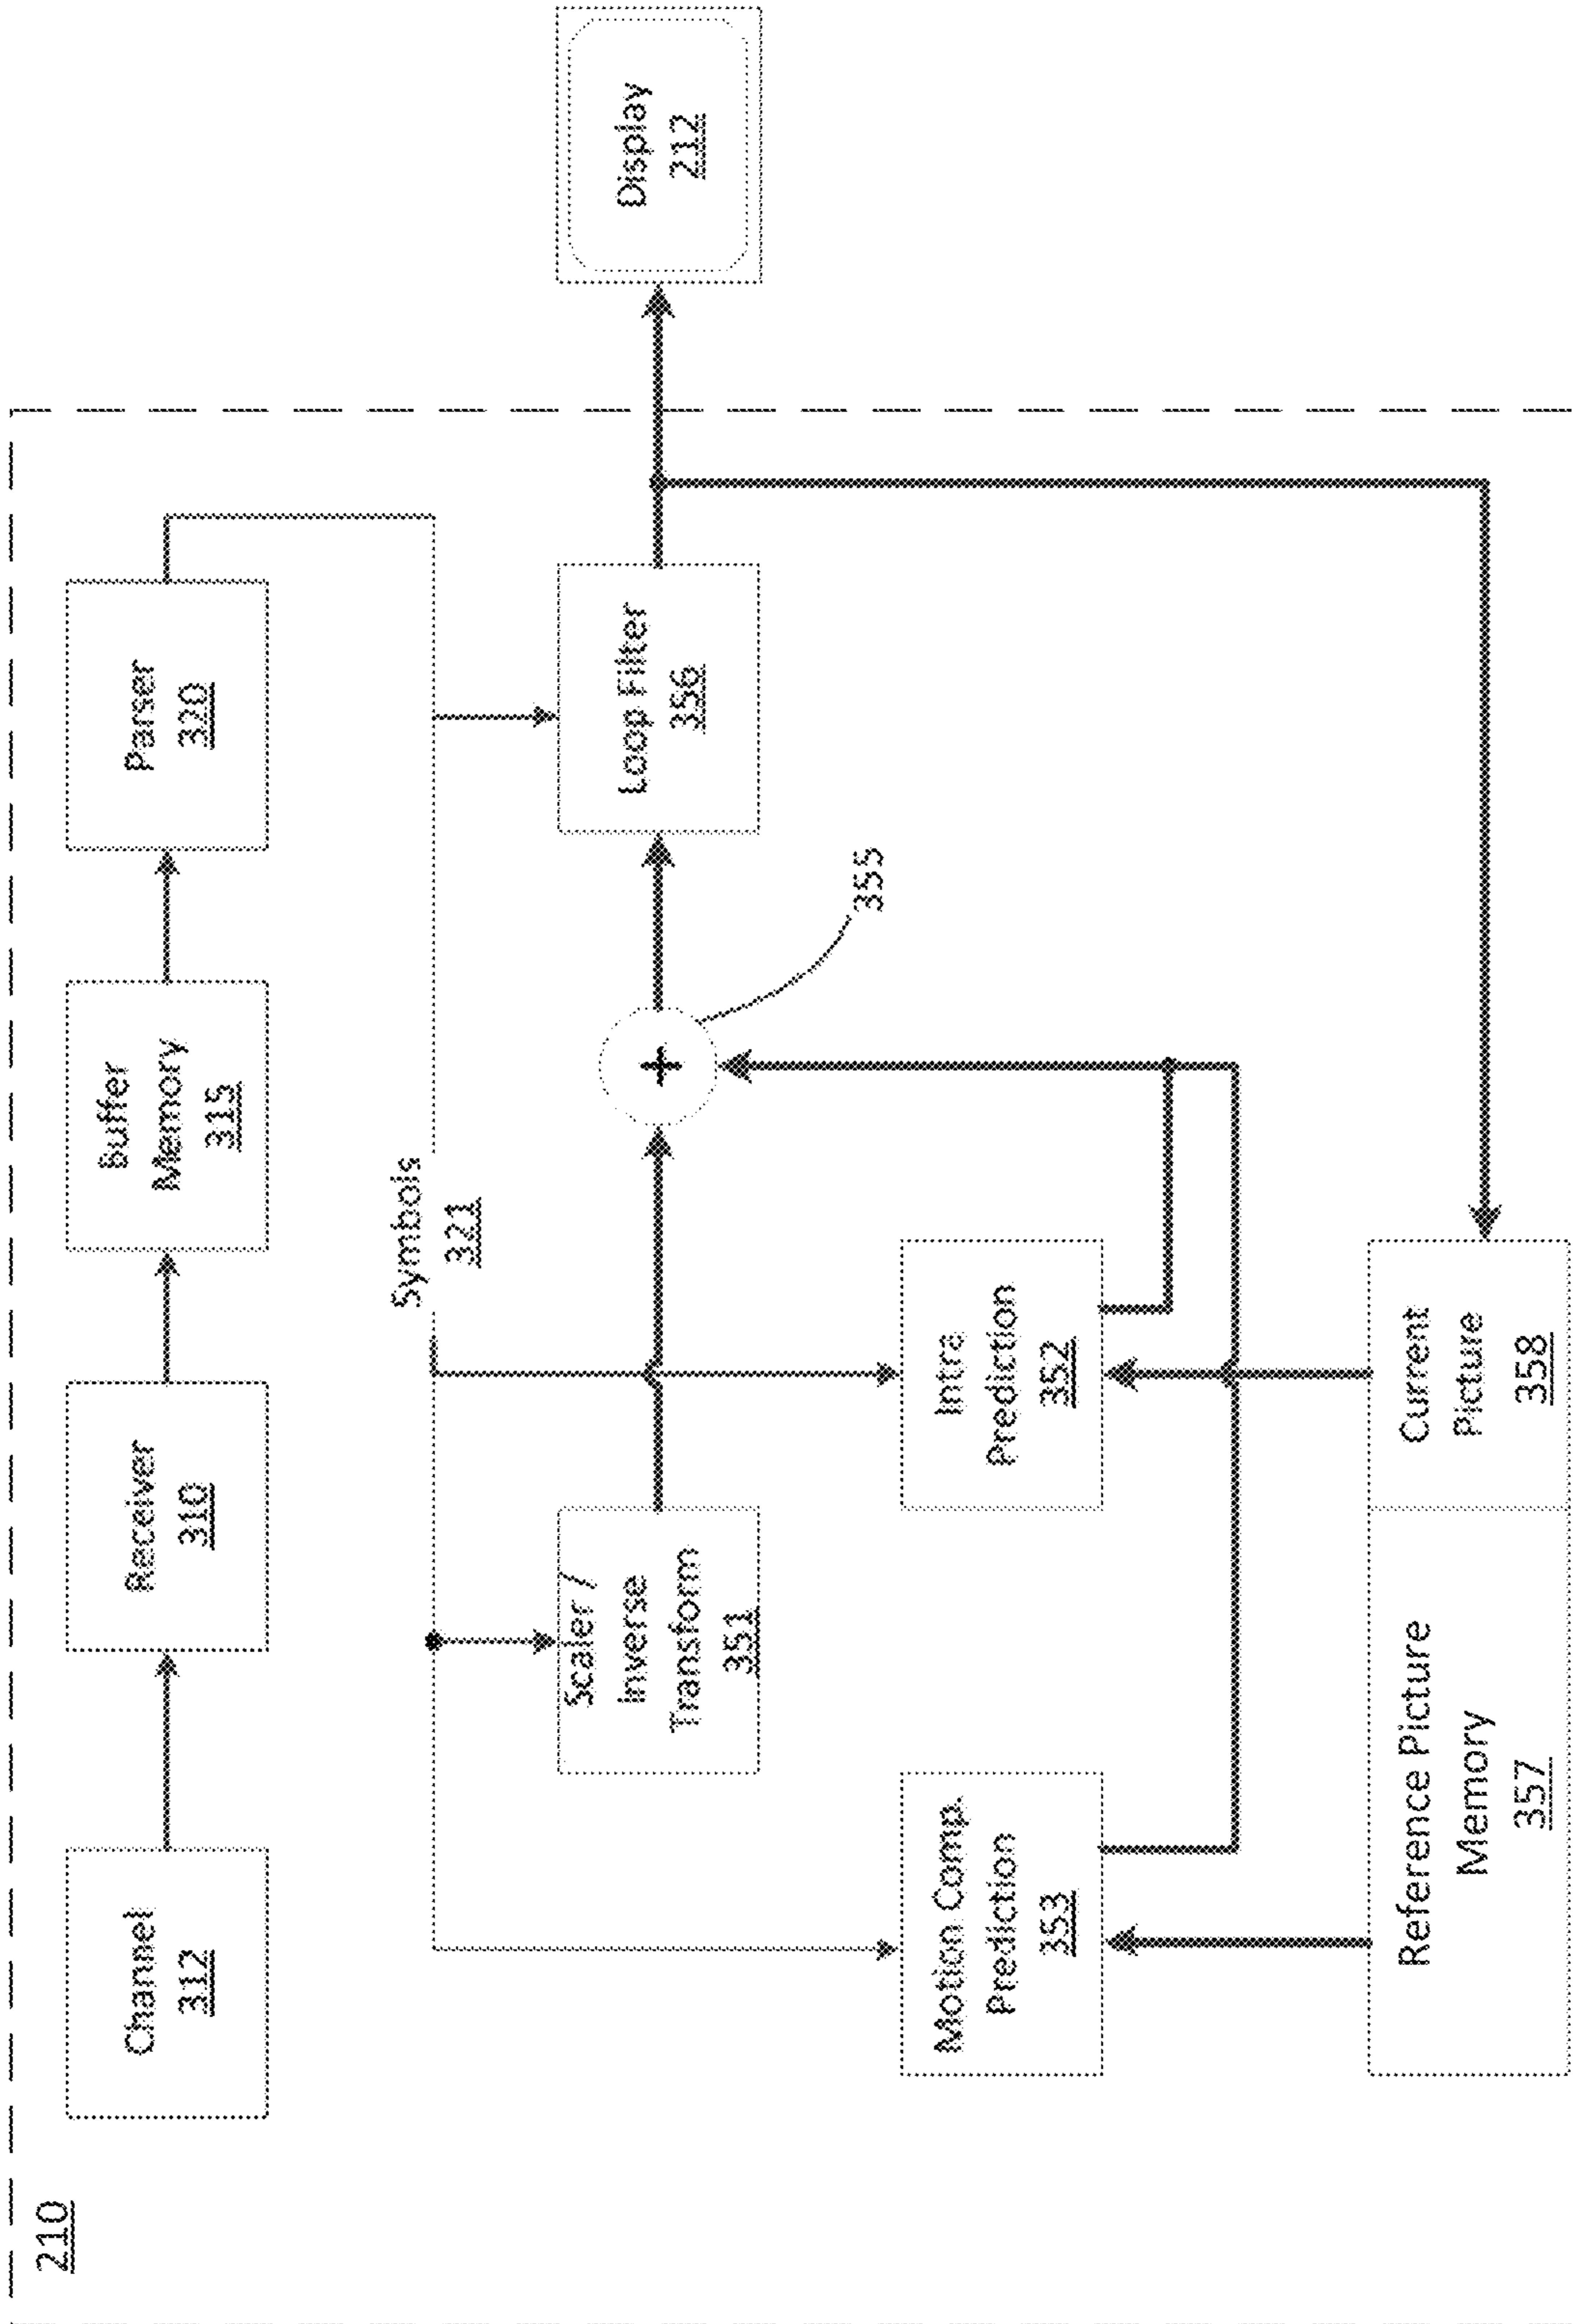 210
Channel
312
Receiver
310
Buffer
Memory
315
Parser
320
Symbols
321
Scaler /
Inverse
Transform
351
+
355
Loop Filter
356
Display
212
Motion Comp.
Prediction
353
Intra
Prediction
352
Reference Picture
Memory
357
Current
Picture
358